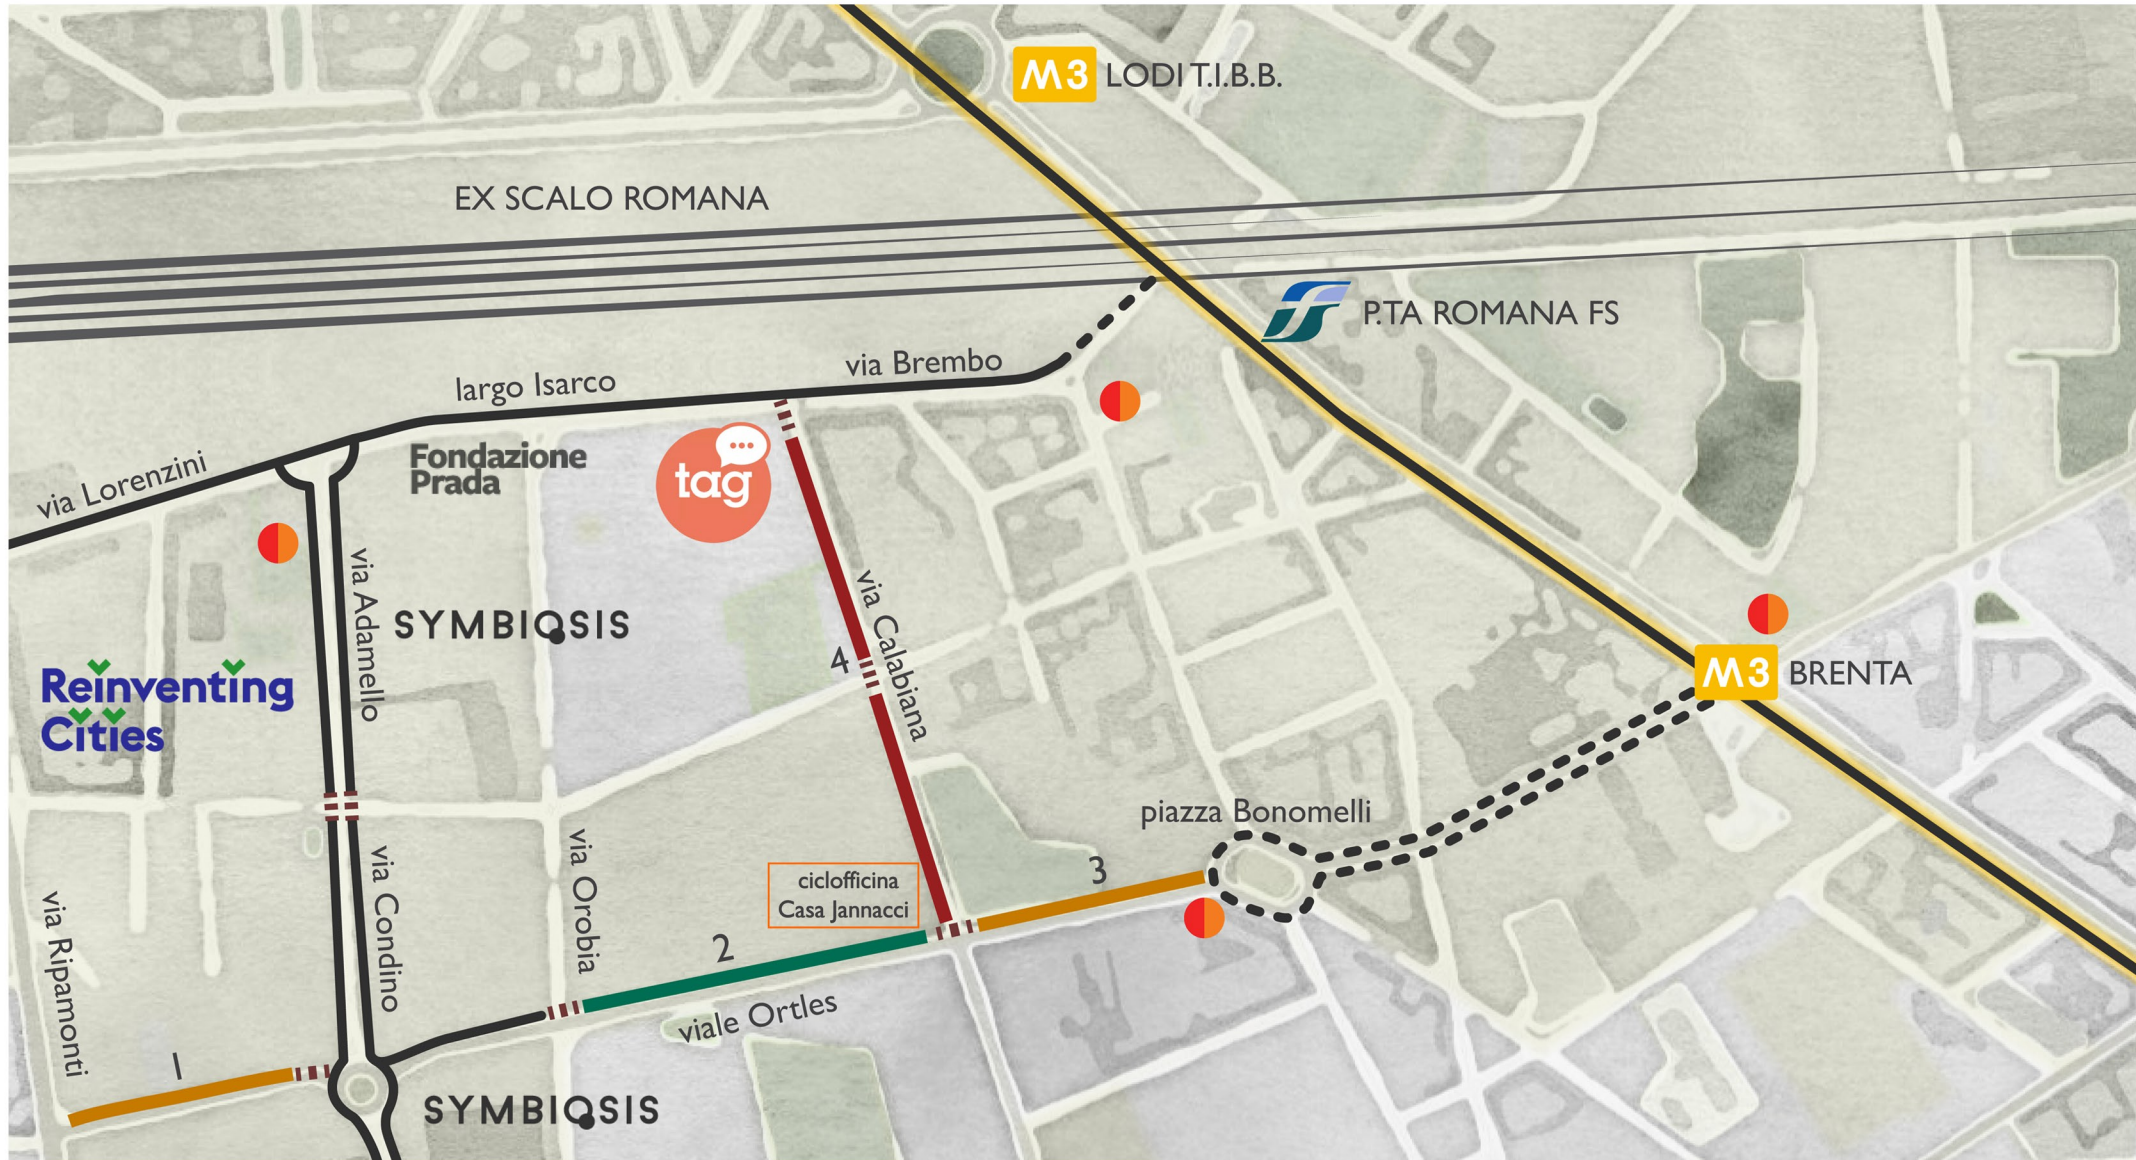 M3 LODI T.I.B.B.
EX SCALO ROMANA
P.TA ROMANA FS
via Brembo
largo Isarco
via Lorenzini
Fondazione
Prada
tag
via Adamello
SYMBIOSIS
via Calabiana
4
Reinventing
Cities
M3 BRENTA
piazza Bonomelli
via Condino
via Orobia
ciclofficina
Casa Jannacci
3
2
via Ripamonti
viale Ortles
1
SYMBIOSIS